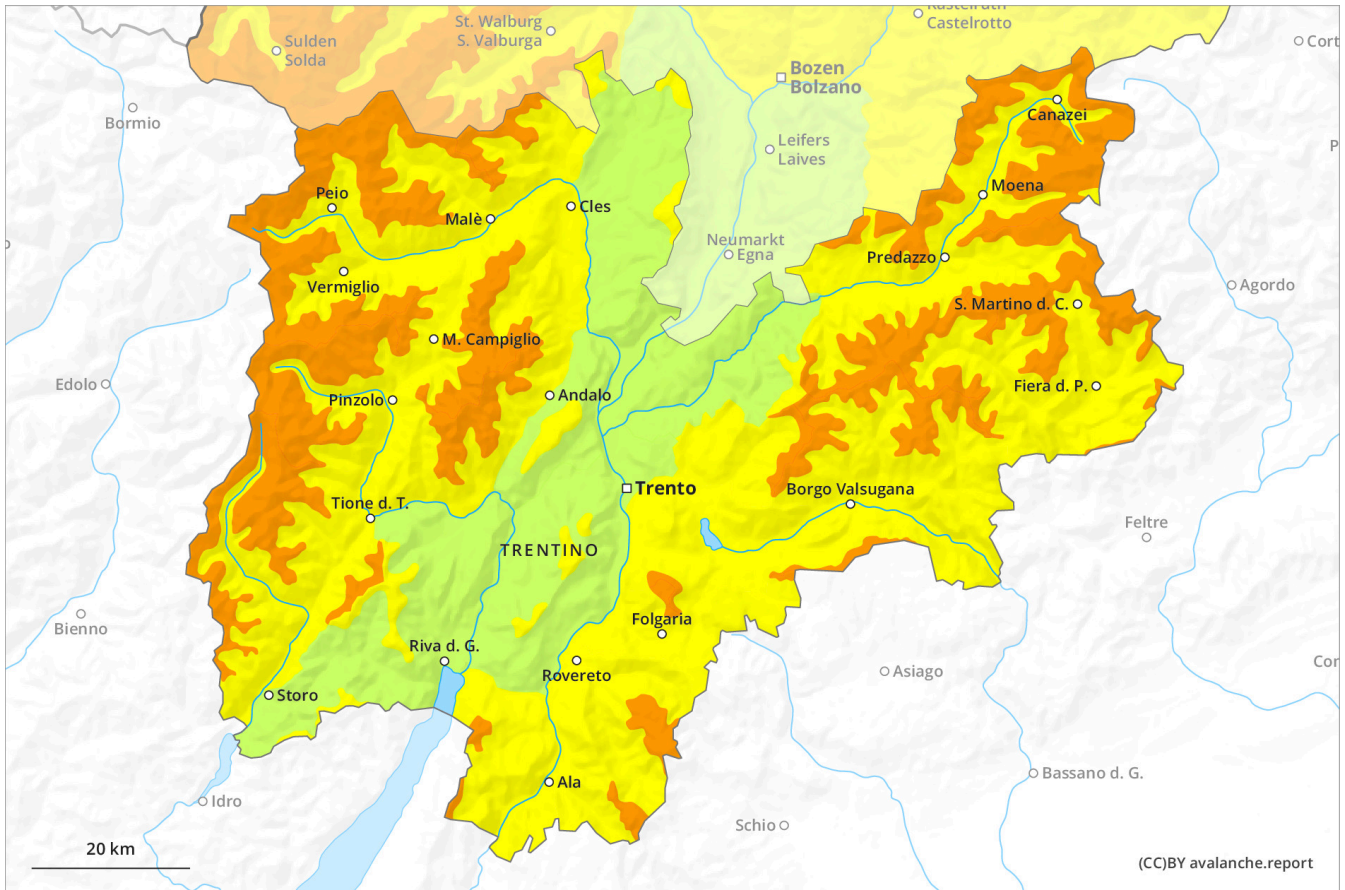 Kastelruth
Castelrotto
St. Walburg
S. Valburga
Sulden
Solda
Cort
Bozen
Bolzano
Bormio
Canazei
Leifers
Laives
P
Moena
Peio
Malè
Cles
Neumarkt
Egna
Predazzo
Vermiglio
Agordo
S. Martino d. C.
M. Campiglio
Edolo
Fiera d. P.
Andalo
Pinzolo
Trento
Borgo Valsugana
Tione d. T.
Feltre
TRENTINO
Folgaria
Bienno
Riva d. G.
Rovereto
Cor
Asiago
Storo
Bassano d. G.
Ala
Idro
Schio
20 km
(CC)BY avalanche.report